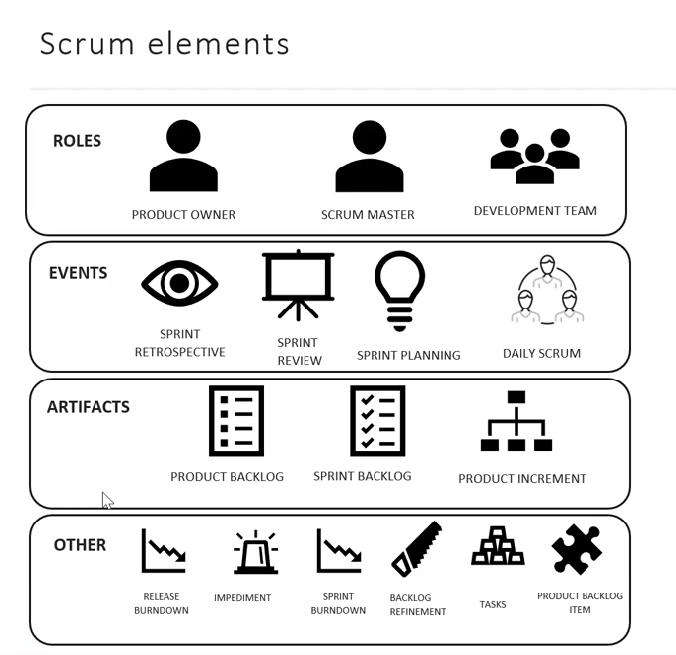 Scrum elements
ROLES
PRODUCT OWNER
SCRUM MASTER
DEVELOPMENT TEAM
EVENTS
SPRINT
RETROSPECTIVE
SPRINT
REVIEW
SPRINT PLANNING
DAILY SCRUM
ARTIFACTS
PRODUCT BACKLOG
SPRINT BACKLOG
PRODUCT INCREMENT
OTHER
RELEASE
BURNDOWN
IMPEDIMENT
SPRINT
BURNDOWN
BACKLOG
REFINEMENT
TASKS
PRODUCT BACKLOG
ITEM